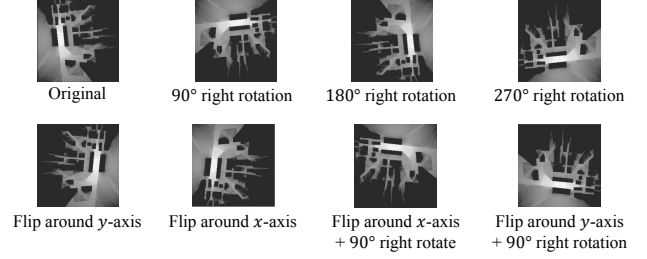 Original
90° right rotation
180° right rotation
270° right rotation
Flip around y-axis
Flip around x-axis
Flip around x-axis
+ 90° right rotate
Flip around y-axis
+ 90° right rotation